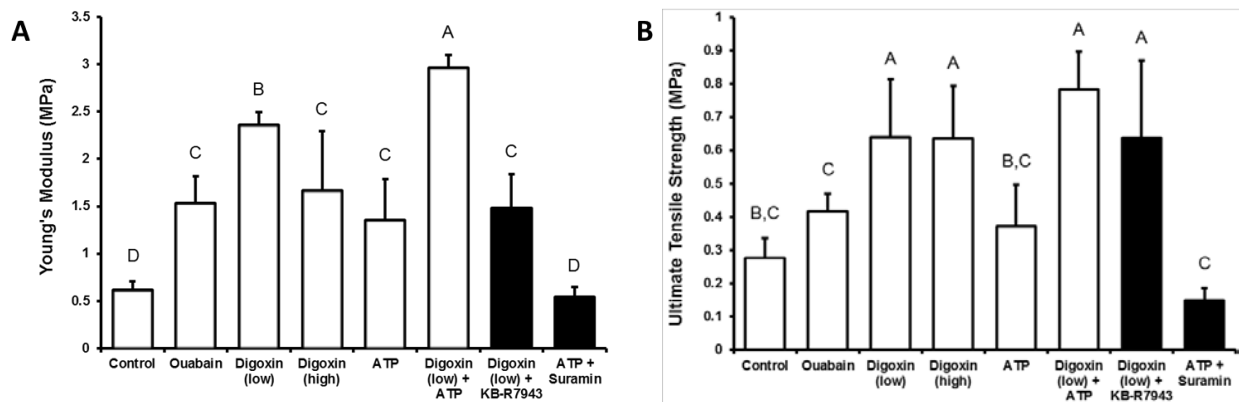 A
Young's Modulus (MPa)
3.5
3
2.5
2
1.5
1
0.5
0
D
C
B
C
C
A
C
D
Control
Ouabain
Digoxin
(low)
Digoxin
(high)
ATP
Digoxin
(low) +
ATP
Digoxin
(low) +
KB-R7943
ATP +
Suramin
B
Ultimate Tensile Strength (MPa)
1
0.9
0.8
0.7
0.6
0.5
0.4
0.3
0.2
0.1
0
B,C
C
A
A
B,C
A
A
C
Control
Ouabain
Digoxin
(low)
Digoxin
(high)
ATP
Digoxin
(low) +
ATP
Digoxin
(low) +
KB-R7943
ATP +
Suramin